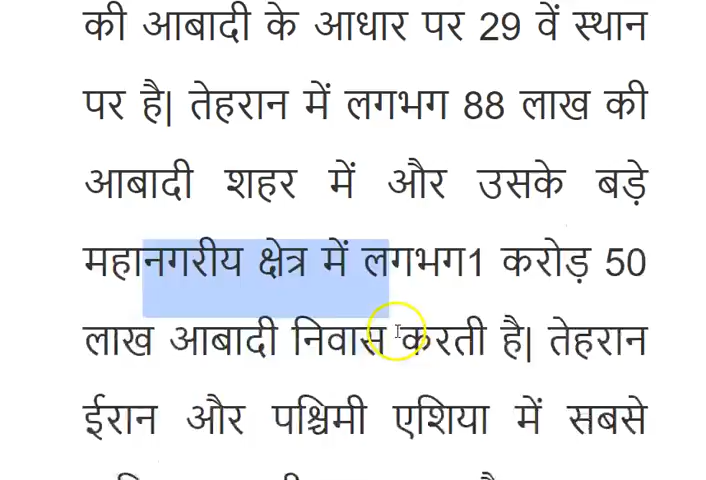 की आबादी के आधार पर 29 वें स्थान
पर है| तेहरान में लगभग 88 लाख की
आबादी शहर में और उसके बड़े
महानगरीय क्षेत्र में लगभग1 करोड़ 50
लाख आबादी निवास करती है| तेहरान
ईरान और पश्चिमी एशिया में सबसे